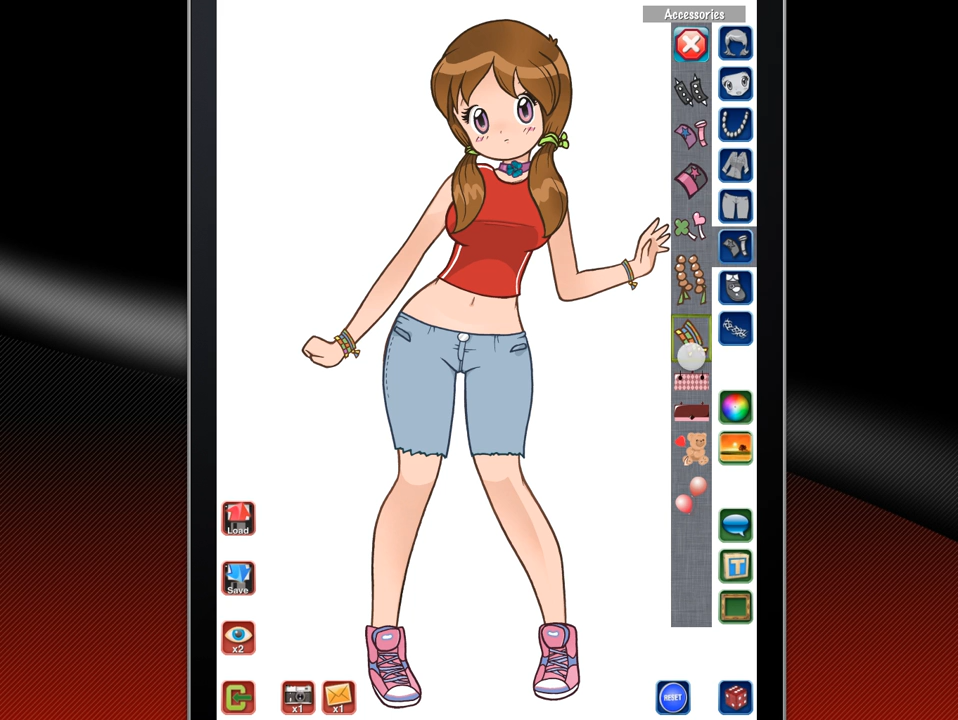 Accessories
Load
Save
x2
x1
x1
RESET
T